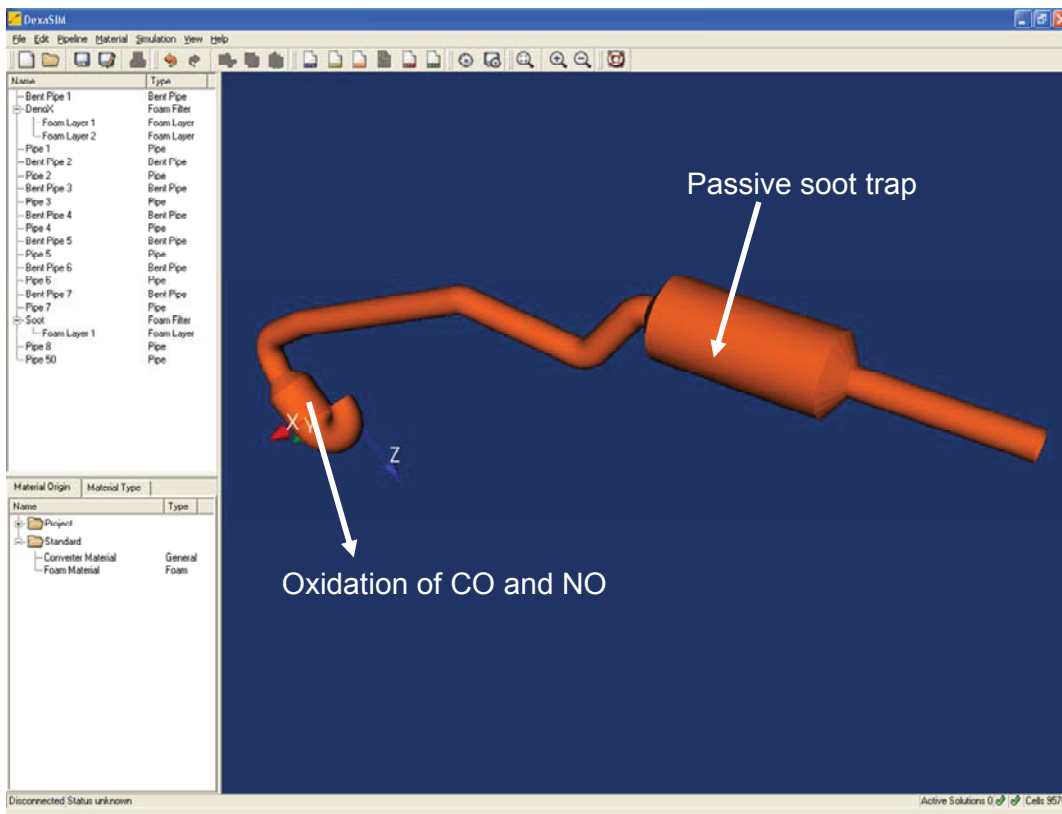 DexaSIM
File Edit Pipeline Material Simulation View Help
Name Type
Bent Pipe 1 Bent Pipe
DenoX Foam Filter
Foam Layer 1 Foam Layer
Foam Layer 2 Foam Layer
Pipe 1 Pipe
Bent Pipe 2 Bent Pipe
Pipe 2 Pipe
Bent Pipe 3 Bent Pipe
Pipe 3 Pipe
Bent Pipe 4 Bent Pipe
Pipe 4 Pipe
Bent Pipe 5 Bent Pipe
Pipe 5 Pipe
Bent Pipe 6 Bent Pipe
Pipe 6 Pipe
Bent Pipe 7 Bent Pipe
Pipe 7 Pipe
Soot Foam Filter
Foam Layer 1 Foam Layer
Pipe 8 Pipe
Pipe 50 Pipe
Passive soot trap
X Y
Z
Oxidation of CO and NO
Material Origin Material Type
Name Type
Project
Standard
Converter Material General
Foam Material Foam
Disconnected Status unknown
Active Solutions 0 Cells 957